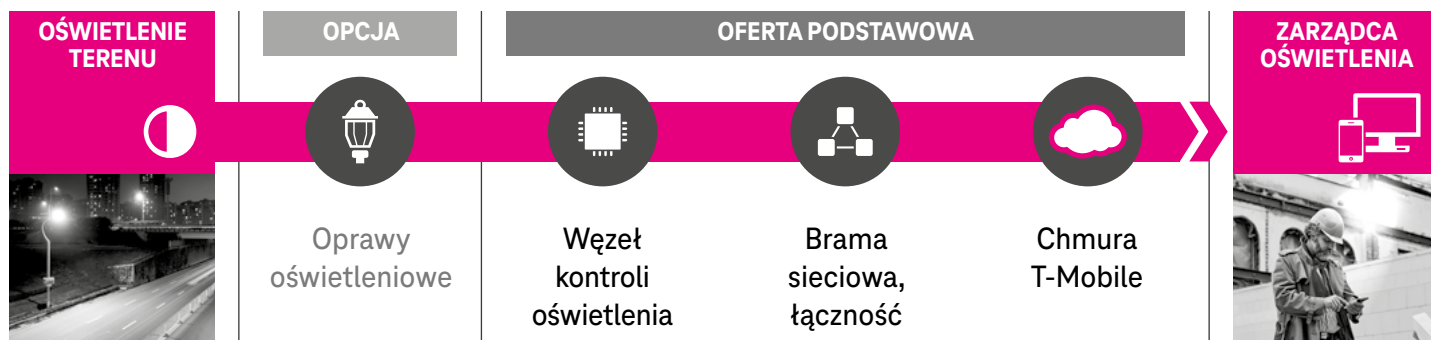 OŚWIETLENIE
TERENU
OPCJA
OFERTA PODSTAWOWA
ZARZĄDCA
OŚWIETLENIA
Oprawy
oświetleniowe
Węzeł
kontroli
oświetlenia
Brama
sieciowa,
łączność
Chmura
T-Mobile